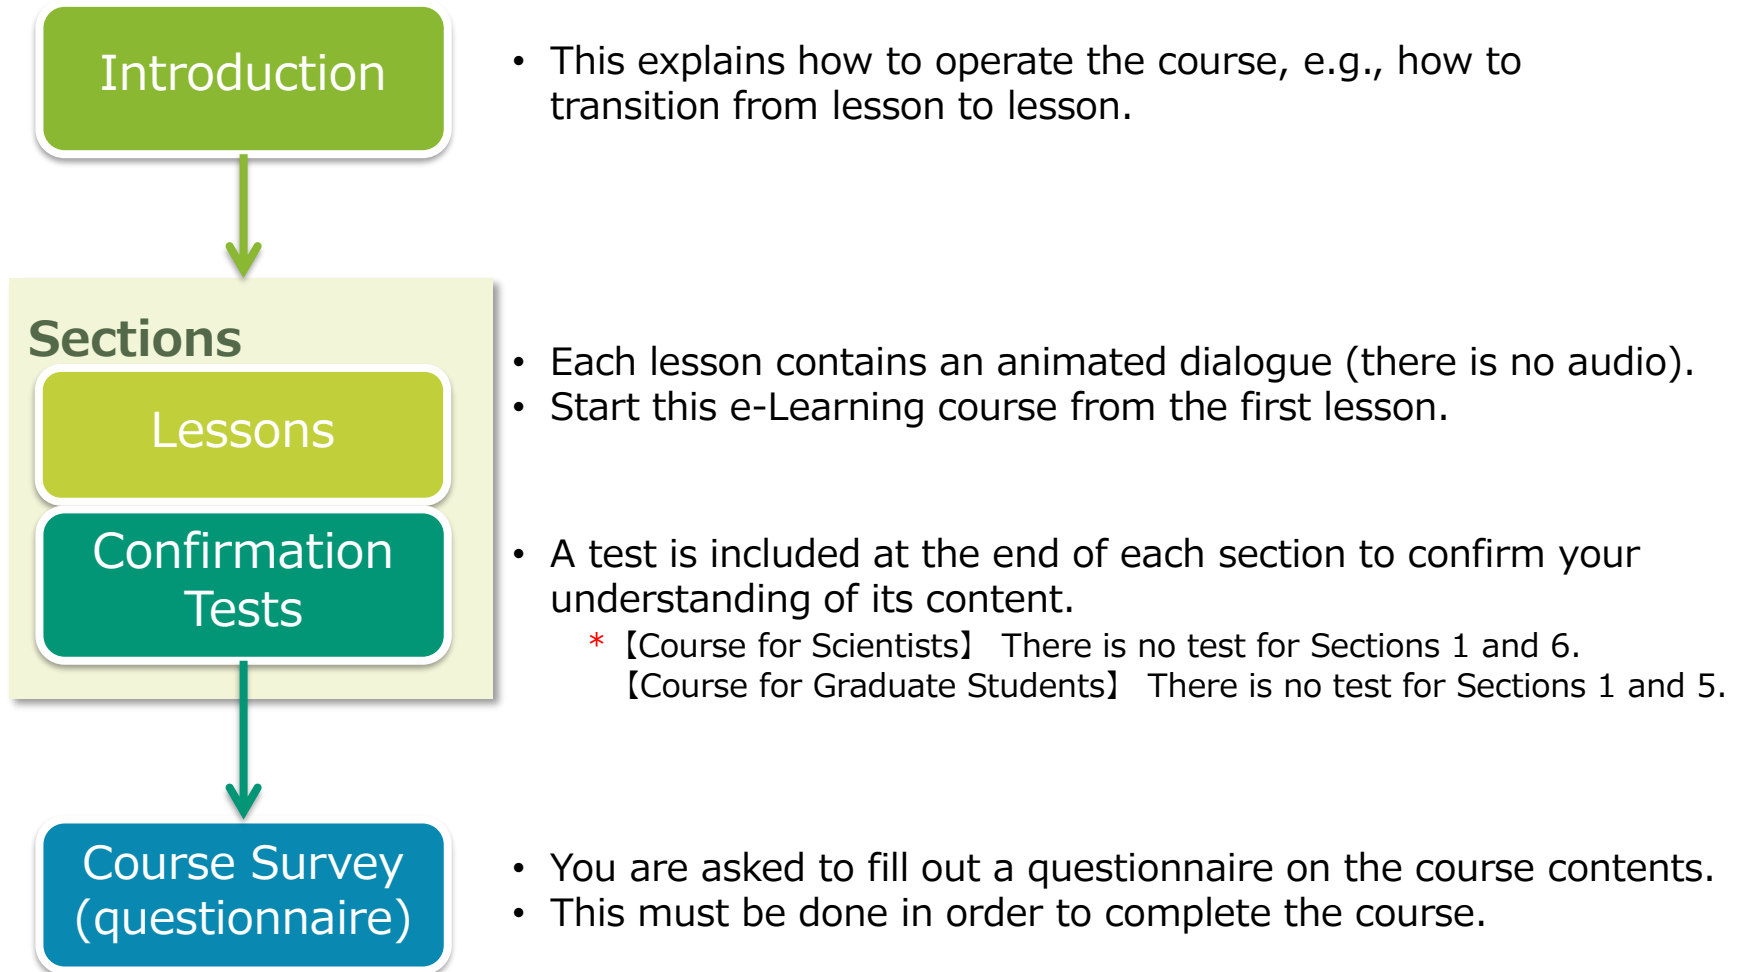 Introduction
• This explains how to operate the course, e.g., how to
transition from lesson to lesson.
Sections
Lessons
• Each lesson contains an animated dialogue (there is no audio).
• Start this e-Learning course from the first lesson.
Confirmation
Tests
• A test is included at the end of each section to confirm your
understanding of its content.
*【Course for Scientists】 There is no test for Sections 1 and 6.
【Course for Graduate Students】 There is no test for Sections 1 and 5.
Course Survey
(questionnaire)
• You are asked to fill out a questionnaire on the course contents.
• This must be done in order to complete the course.